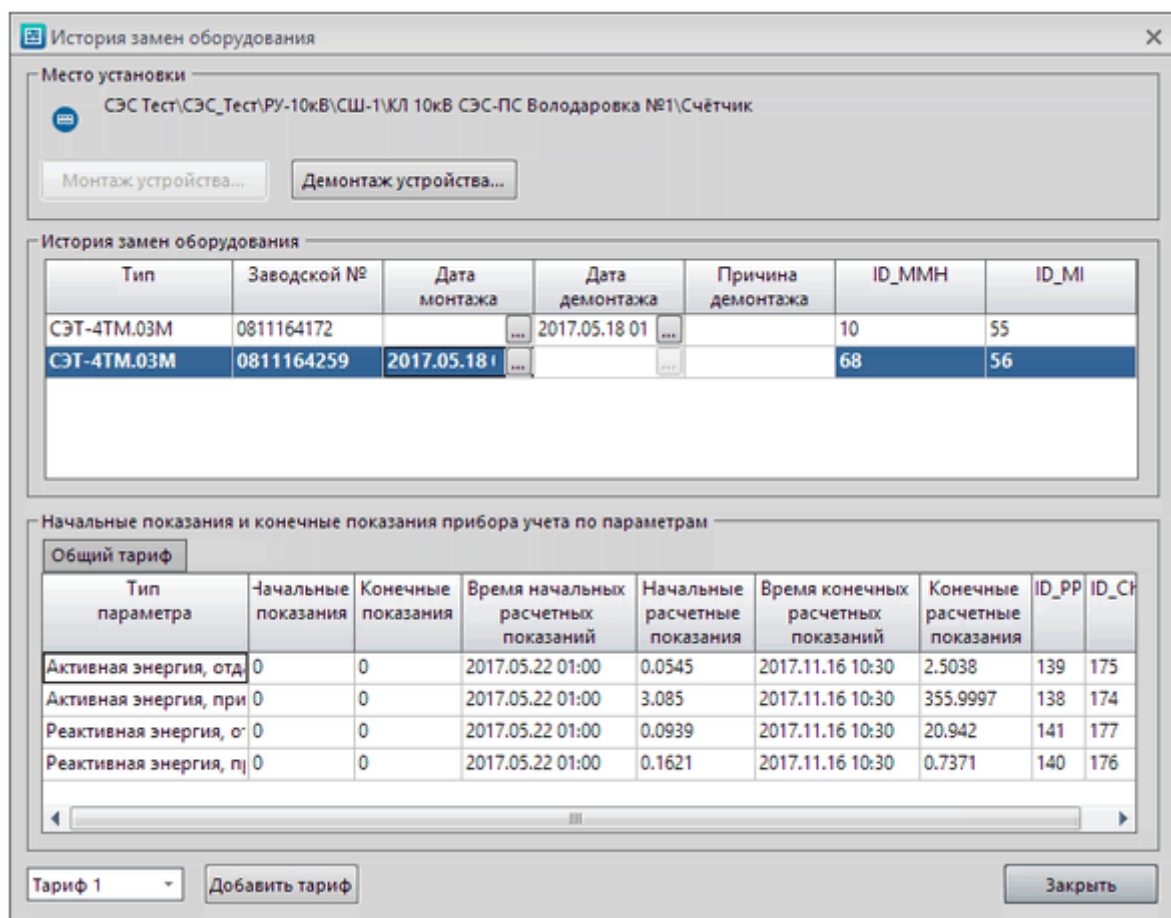 История замен оборудования
Место установки
СЭС Тест\СЭС_Тест\РУ-10кВ\СШ-1\КЛ 10кВ СЭС-ПС Володаровка №1\Счётчик
Монтаж устройства... Демонтаж устройства...
История замен оборудования
Тип Заводской № Дата монтажа Дата демонтажа Причина демонтажа ID_MMH ID_MI
СЭТ-4ТМ.03М 0811164172 ... 2017.05.18 01 ... 10 55
СЭТ-4ТМ.03М 0811164259 2017.05.18 ... ... 68 56
Начальные показания и конечные показания прибора учета по параметрам
Общий тариф
Тип параметра Начальные показания Конечные показания Время начальных расчетных показаний Начальные расчетные показания Время конечных расчетных показаний Конечные расчетные показания ID_PP ID_CH
Активная энергия, отд 0 0 2017.05.22 01:00 0.0545 2017.11.16 10:30 2.5038 139 175
Активная энергия, при 0 0 2017.05.22 01:00 3.085 2017.11.16 10:30 355.9997 138 174
Реактивная энергия, о 0 0 2017.05.22 01:00 0.0939 2017.11.16 10:30 20.942 141 177
Реактивная энергия, п 0 0 2017.05.22 01:00 0.1621 2017.11.16 10:30 0.7371 140 176
Тариф 1 Добавить тариф Закрыть